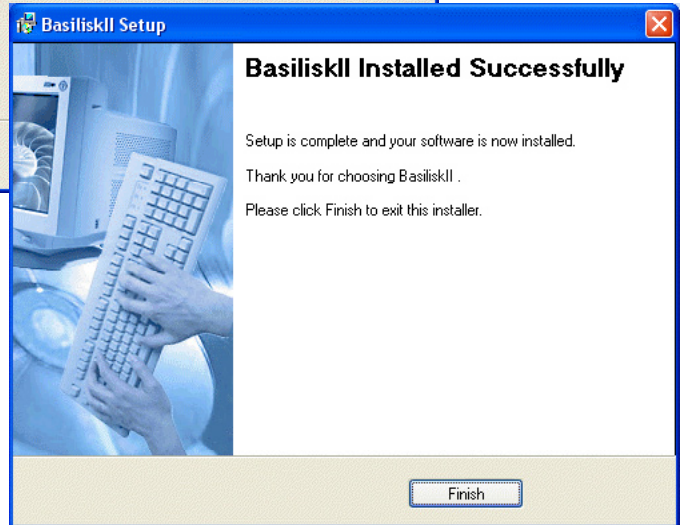 BasiliskII Setup
BasiliskII Installed Successfully
Setup is complete and your software is now installed.
Thank you for choosing BasiliskII .
Please click Finish to exit this installer.
Finish